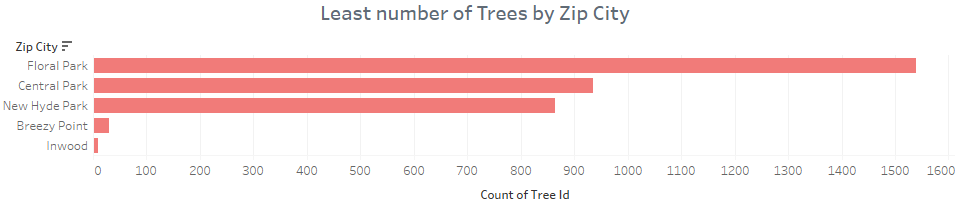 Least number of Trees by Zip City
Zip City
Floral Park
Central Park
New Hyde Park
Breezy Point
Inwood
0 100 200 300 400 500 600 700 800 900 1000 1100 1200 1300 1400 1500 1600
Count of Tree Id